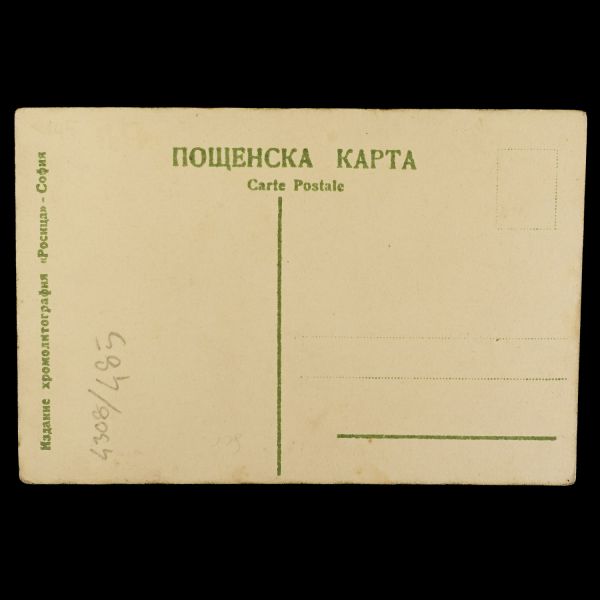 ПОЩЕНСКА КАРТА
Carte Postale
Издание хромолитография «Росица» - София
4308/485